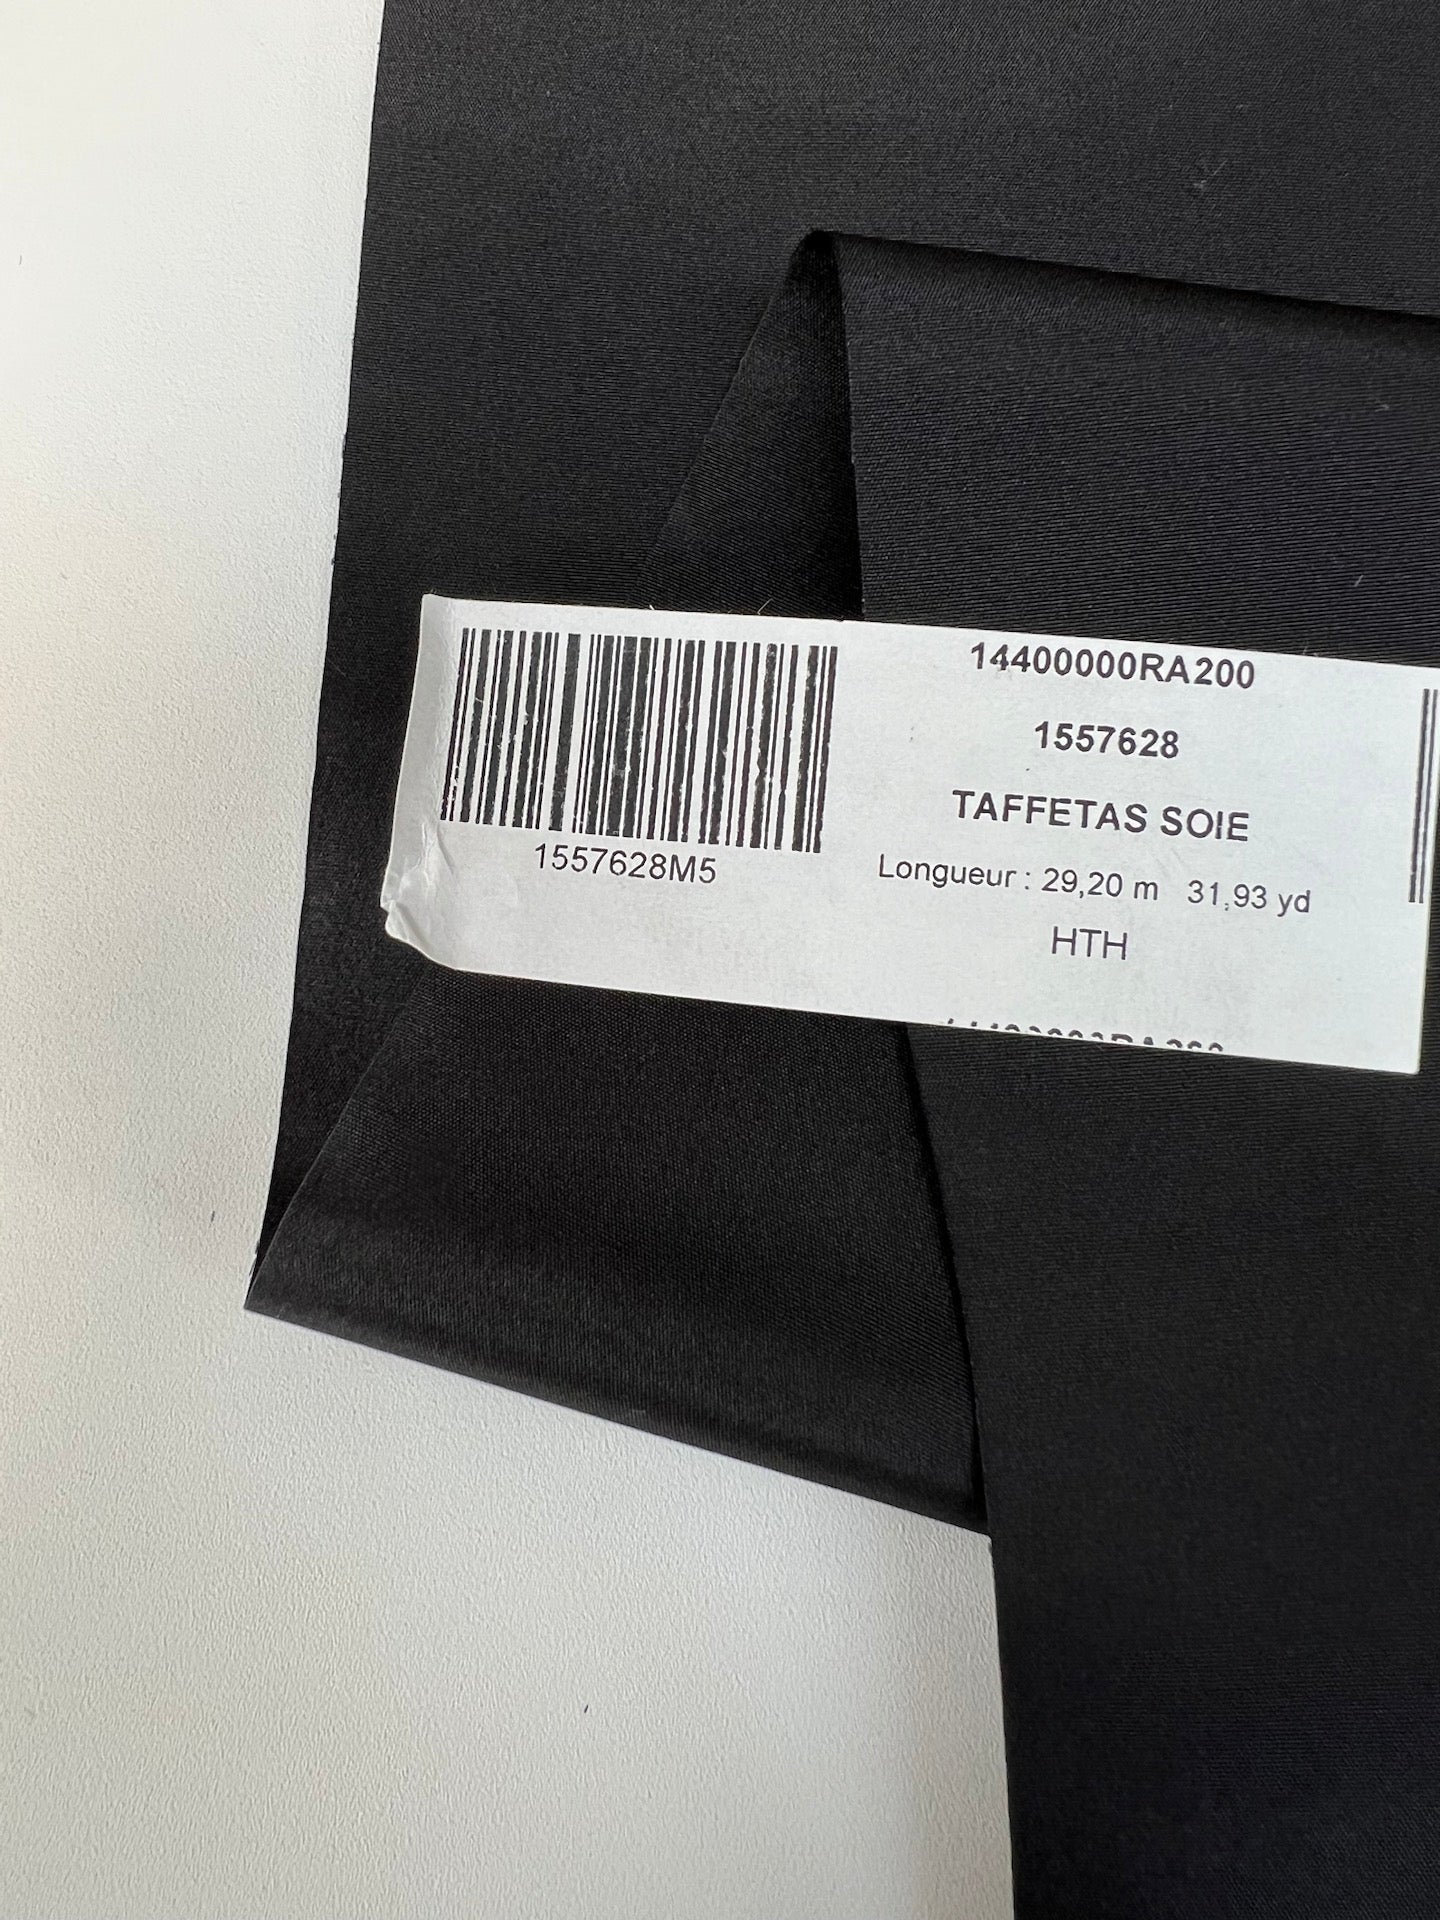 14400000RA200
1557628
TAFFETAS SOIE
Longueur : 29,20 m 31,93 yd
HTH
1557628M5